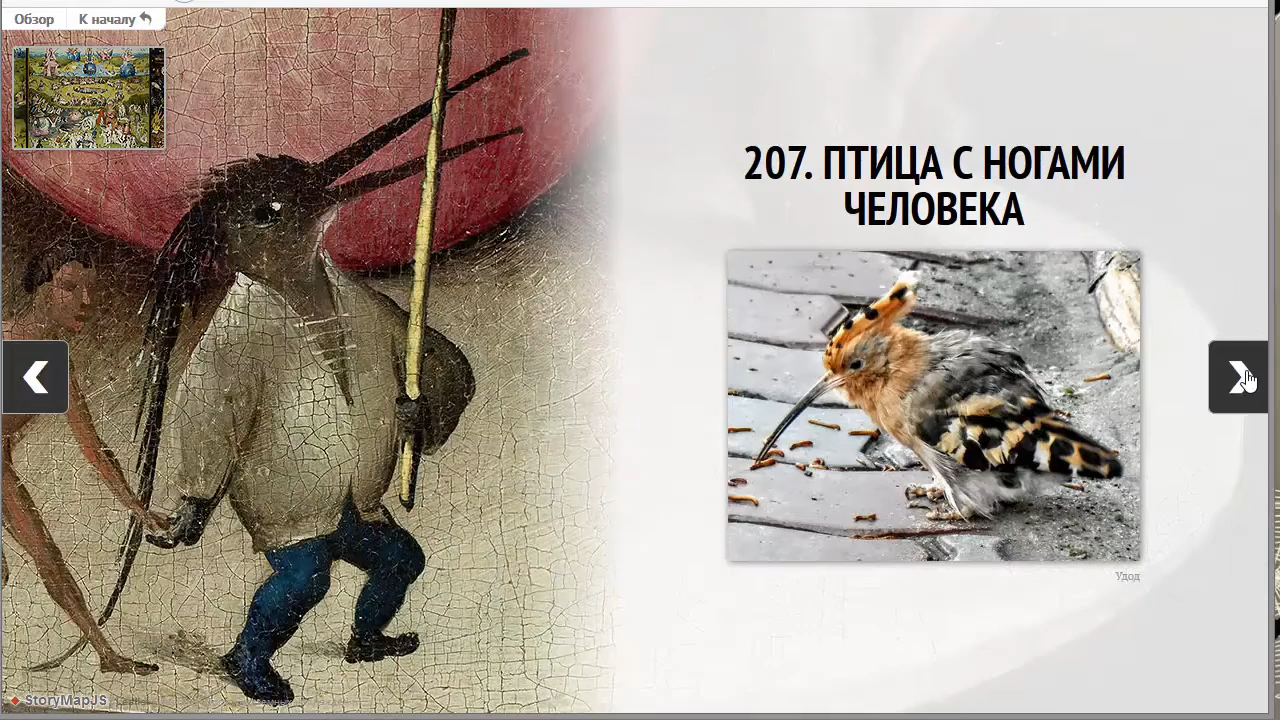 Обзор
К началу
207. ПТИЦА С НОГАМИ
ЧЕЛОВЕКА
Удод
StoryMapJS